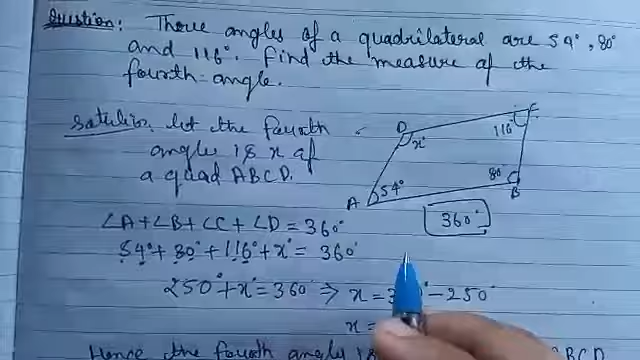 Question: Three angles of a quadrilateral are 54°, 80°
and 116°. Find the measure of the
fourth angle.
Solution. let the fourth
angle is x of
a quad ABCD.
D
x°
C
116°
80°
B
A
54°
360°
∠A+∠B+∠C+∠D=360°
54°+80°+116°+x°=360°
250°+x°=360° ⇒ x=3 °-250°
x=
Hence the fourth angle is BCD